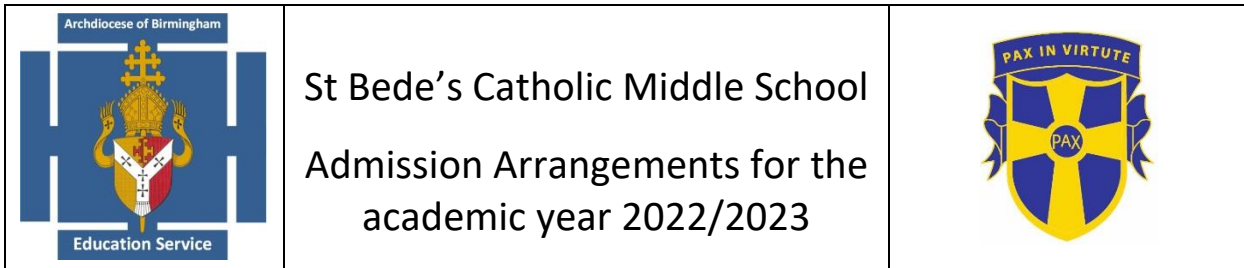 Archdiocese of Birmingham
Education Service
St Bede’s Catholic Middle School
Admission Arrangements for the
academic year 2022/2023
PAX IN VIRTUTE
PAX